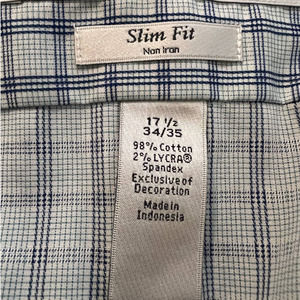 Slim Fit
Non Iron
17 1/2
34/35
98% Cotton
2% LYCRA®
Spandex
Exclusive of
Decoration
Made in
Indonesia